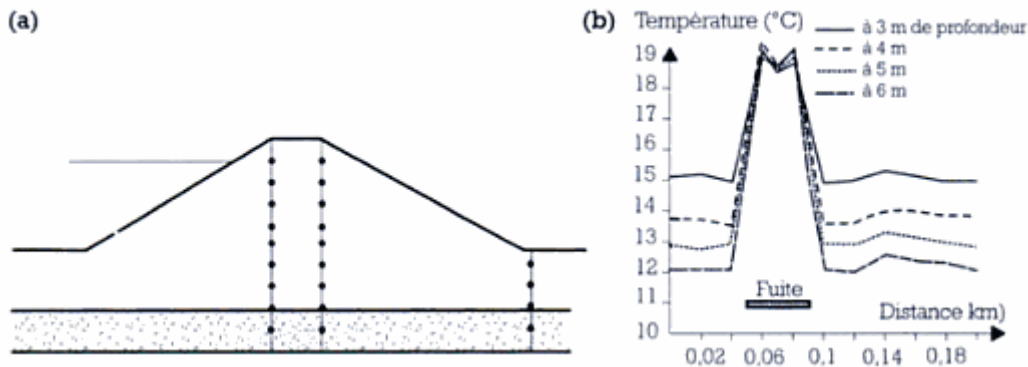 (a)
(b) Température (°C)
à 3 m de profondeur
à 4 m
à 5 m
à 6 m
19
18
17
16
15
14
13
12
11
10
Fuite
Distance km)
0,02 0,06 0,1 0,14 0,18